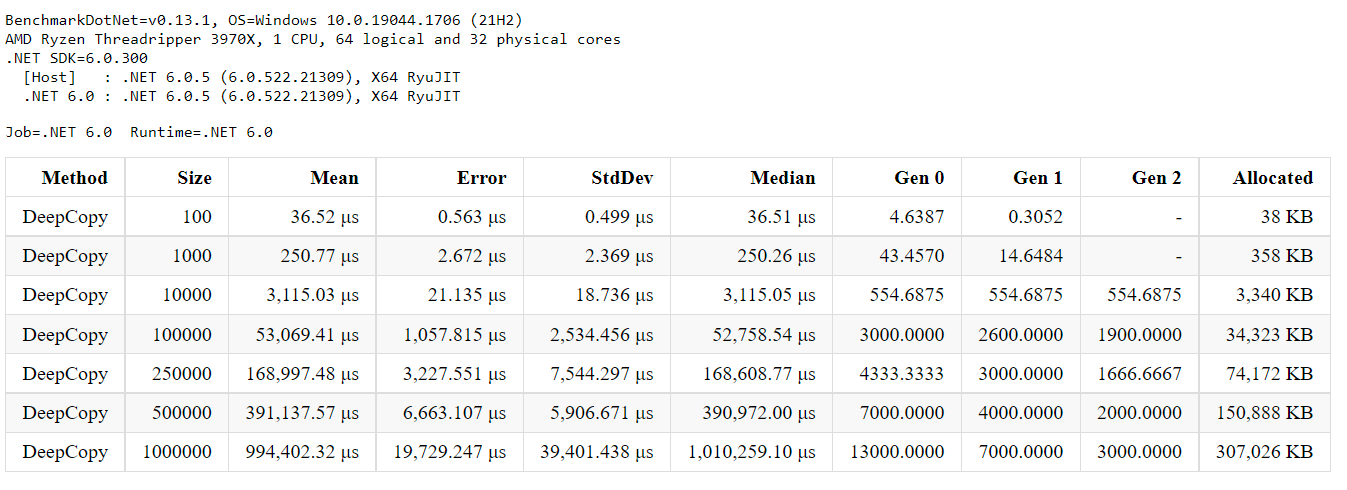 BenchmarkDotNet=v0.13.1, OS=Windows 10.0.19044.1706 (21H2)
AMD Ryzen Threadripper 3970X, 1 CPU, 64 logical and 32 physical cores
.NET SDK=6.0.300
[Host]   : .NET 6.0.5 (6.0.522.21309), X64 RyuJIT
.NET 6.0 : .NET 6.0.5 (6.0.522.21309), X64 RyuJIT
Job=.NET 6.0  Runtime=.NET 6.0
Method Size Mean Error StdDev Median Gen 0 Gen 1 Gen 2 Allocated
DeepCopy 100 36.52 μs 0.563 μs 0.499 μs 36.51 μs 4.6387 0.3052 - 38 KB
DeepCopy 1000 250.77 μs 2.672 μs 2.369 μs 250.26 μs 43.4570 14.6484 - 358 KB
DeepCopy 10000 3,115.03 μs 21.135 μs 18.736 μs 3,115.05 μs 554.6875 554.6875 554.6875 3,340 KB
DeepCopy 100000 53,069.41 μs 1,057.815 μs 2,534.456 μs 52,758.54 μs 3000.0000 2600.0000 1900.0000 34,323 KB
DeepCopy 250000 168,997.48 μs 3,227.551 μs 7,544.297 μs 168,608.77 μs 4333.3333 3000.0000 1666.6667 74,172 KB
DeepCopy 500000 391,137.57 μs 6,663.107 μs 5,906.671 μs 390,972.00 μs 7000.0000 4000.0000 2000.0000 150,888 KB
DeepCopy 1000000 994,402.32 μs 19,729.247 μs 39,401.438 μs 1,010,259.10 μs 13000.0000 7000.0000 3000.0000 307,026 KB